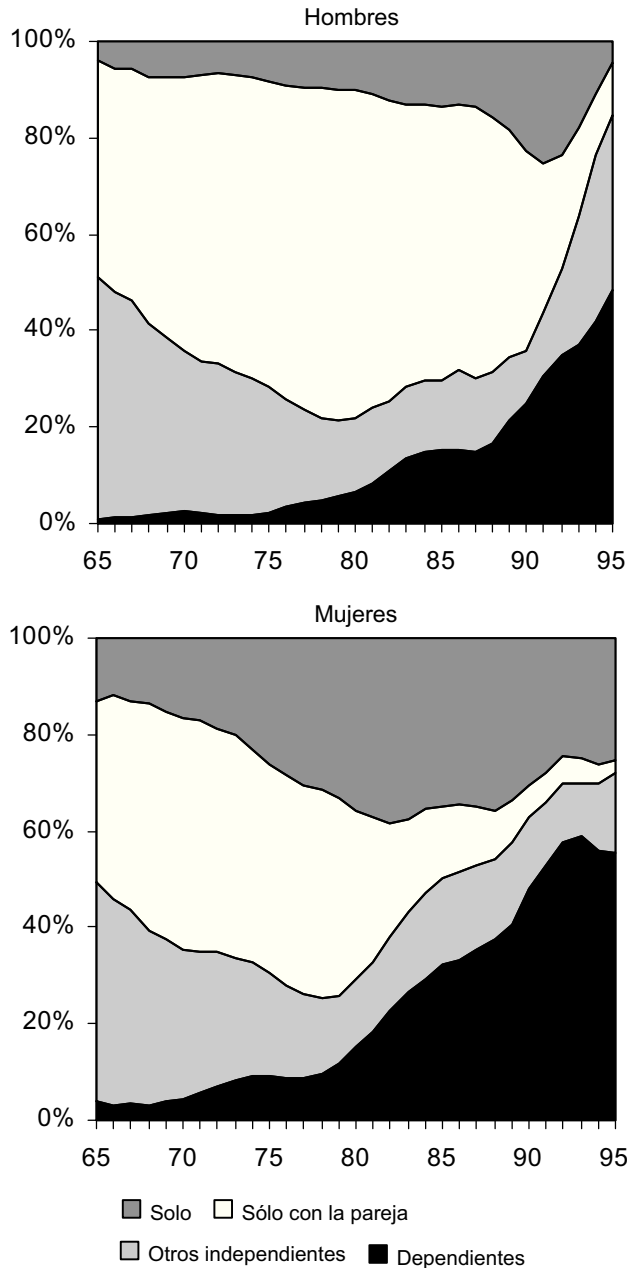 Hombres
100%
80%
60%
40%
20%
0%
65 70 75 80 85 90 95
Mujeres
100%
80%
60%
40%
20%
0%
65 70 75 80 85 90 95
Solo Sólo con la pareja
Otros independientes Dependientes